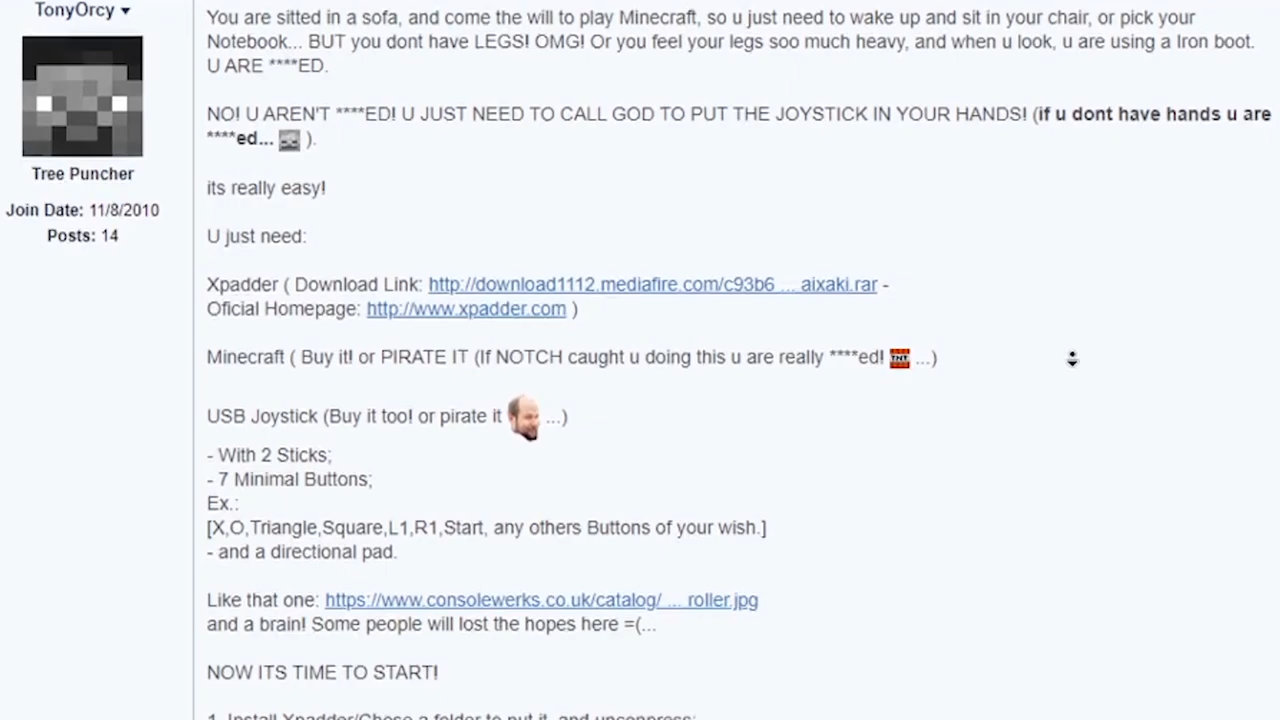 TonyOrcy
Tree Puncher
Join Date: 11/8/2010
Posts: 14
You are sitted in a sofa, and come the will to play Minecraft, so u just need to wake up and sit in your chair, or pick your
Notebook... BUT you dont have LEGS! OMG! Or you feel your legs soo much heavy, and when u look, u are using a Iron boot.
U ARE ****ED.
NO! U AREN'T ****ED! U JUST NEED TO CALL GOD TO PUT THE JOYSTICK IN YOUR HANDS! (if u dont have hands u are
****ed... ).
its really easy!
U just need:
Xpadder ( Download Link: http://download1112.mediafire.com/c93b6 ... aixaki.rar -
Oficial Homepage: http://www.xpadder.com )
Minecraft ( Buy it! or PIRATE IT (If NOTCH caught u doing this u are really ****ed! TNT ...)
USB Joystick (Buy it too! or pirate it ...)
- With 2 Sticks;
- 7 Minimal Buttons;
Ex.:
[X,O,Triangle,Square,L1,R1,Start, any others Buttons of your wish.]
- and a directional pad.
Like that one: https://www.consolewerks.co.uk/catalog/ ... roller.jpg
and a brain! Some people will lost the hopes here =(...
NOW ITS TIME TO START!
1. Install Xpadder/Chose a folder to put it, and unconpress;